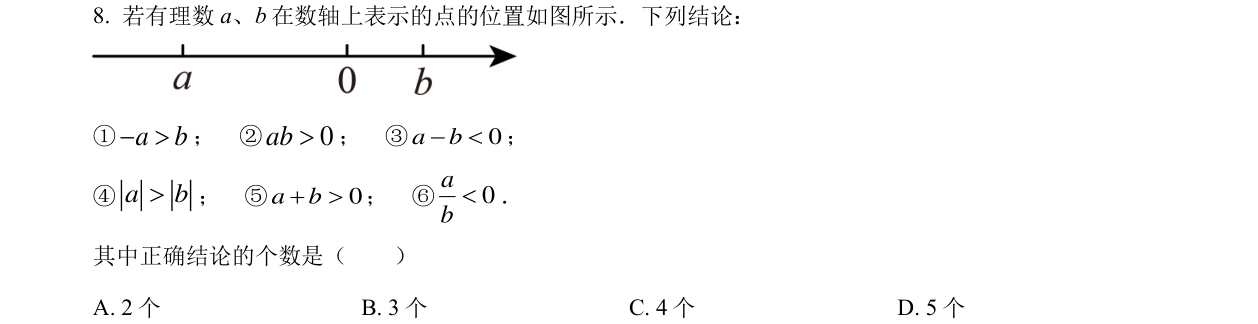 8. 若有理数 a、b 在数轴上表示的点的位置如图所示．下列结论：
a 0 b
①−a＞b； ②ab＞0； ③a−b＜0；
④|a|＞|b|； ⑤a+b＞0； ⑥a/b＜0．
其中正确结论的个数是（　　）
A. 2 个 B. 3 个 C. 4 个 D. 5 个